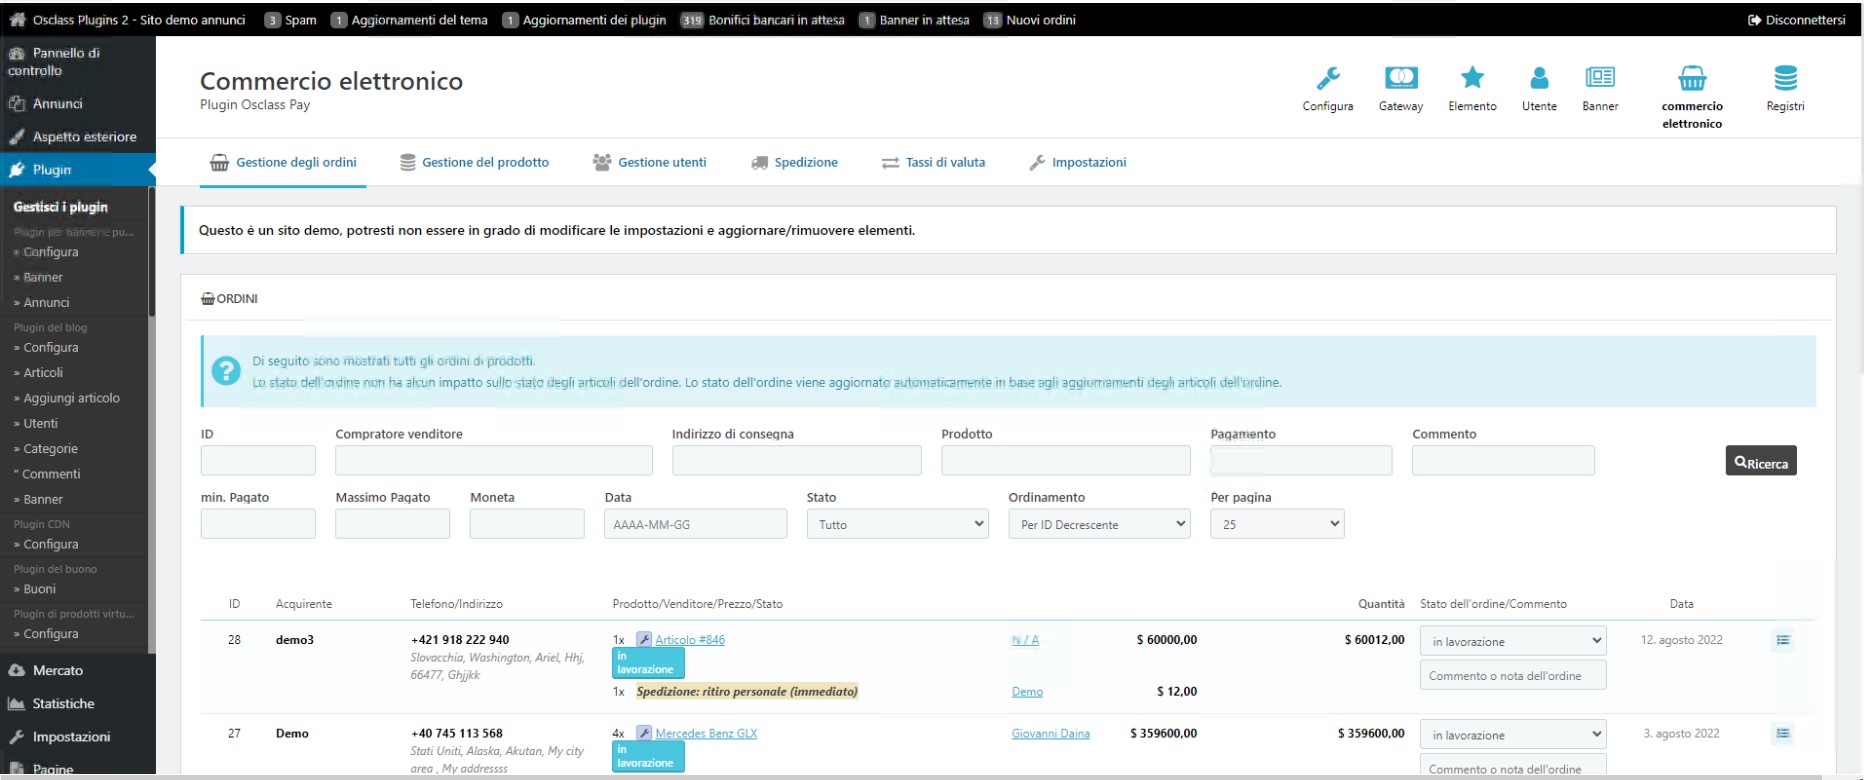 Osclass Plugins 2 - Sito demo annunci 3 Spam 1 Aggiornamenti del tema 1 Aggiornamenti dei plugin 319 Bonifici bancari in attesa 1 Banner in attesa 13 Nuovi ordini Disconnettersi
Pannello di
controllo
Annunci
Aspetto esteriore
Plugin
Gestisci i plugin
Plugin per banner e pu...
» Configura
» Banner
» Annunci
Plugin del blog
» Configura
» Articoli
» Aggiungi articolo
» Utenti
» Categorie
" Commenti
» Banner
Plugin CDN
» Configura
Plugin del buono
» Buoni
Plugin di prodotti virtu...
» Configura
Mercato
Statistiche
Impostazioni
Pagine
Commercio elettronico
Plugin Osclass Pay
Configura Gateway Elemento Utente Banner commercio
elettronico Registri
Gestione degli ordini Gestione del prodotto Gestione utenti Spedizione Tassi di valuta Impostazioni
Questo è un sito demo, potresti non essere in grado di modificare le impostazioni e aggiornare/rimuovere elementi.
ORDINI
Di seguito sono mostrati tutti gli ordini di prodotti.
Lo stato dell'ordine non ha alcun impatto sullo stato degli articoli dell'ordine. Lo stato dell'ordine viene aggiornato automaticamente in base agli aggiornamenti degli articoli dell'ordine.
ID Compratore venditore Indirizzo di consegna Prodotto Pagamento Commento
Ricerca
min. Pagato Massimo Pagato Moneta Data Stato Ordinamento Per pagina
AAAA-MM-GG Tutto Per ID Decrescente 25
ID Acquirente Telefono/Indirizzo Prodotto/Venditore/Prezzo/Stato Quantità Stato dell'ordine/Commento Data
28 demo3 +421 918 222 940 1x Articolo #846 N / A $ 60000,00 $ 60012,00 in lavorazione 12. agosto 2022
Slovacchia, Washington, Ariel, Hhj,
66477, Ghjjkk
in
lavorazione
Commento o nota dell'ordine
1x Spedizione: ritiro personale (immediato) Demo $ 12,00
27 Demo +40 745 113 568 4x Mercedes Benz GLX Giovanni Daina $ 359600,00 $ 359600,00 in lavorazione 3. agosto 2022
Stati Uniti, Alaska, Akutan, My city
area , My addressss
in
lavorazione
Commento o nota dell'ordine